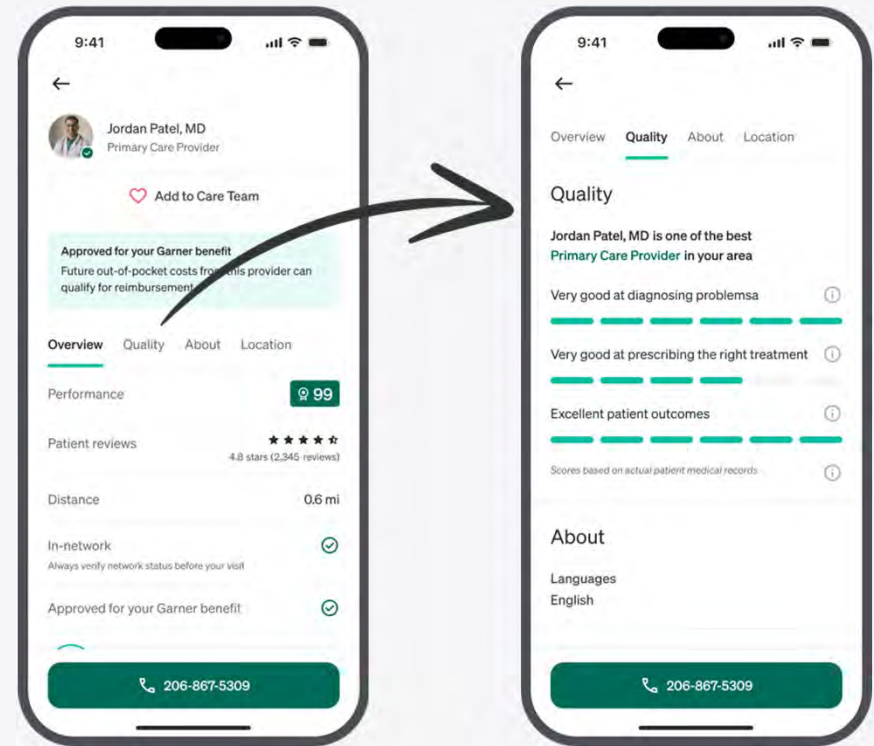 9:41
Jordan Patel, MD
Primary Care Provider
Add to Care Team
Approved for your Garner benefit
Future out-of-pocket costs from this provider can
qualify for reimbursement
Overview Quality About Location
Performance 99
Patient reviews
4.8 stars (2,345 reviews)
Distance 0.6 mi
In-network
Always verify network status before your visit
Approved for your Garner benefit
206-867-5309
9:41
Overview Quality About Location
Quality
Jordan Patel, MD is one of the best
Primary Care Provider in your area
Very good at diagnosing problemsa
Very good at prescribing the right treatment
Excellent patient outcomes
Scores based on actual patient medical records
About
Languages
English
206-867-5309